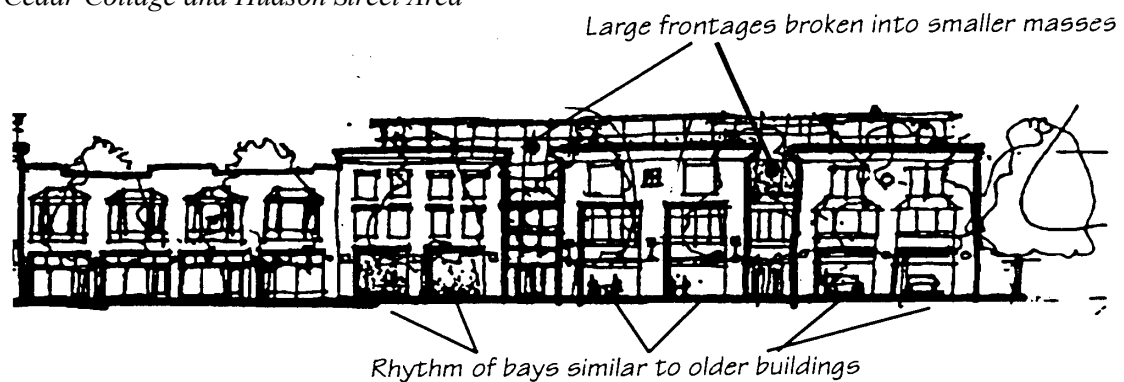 Cedar Cottage and Hudson Street Area
Large frontages broken into smaller masses
Rhythm of bays similar to older buildings